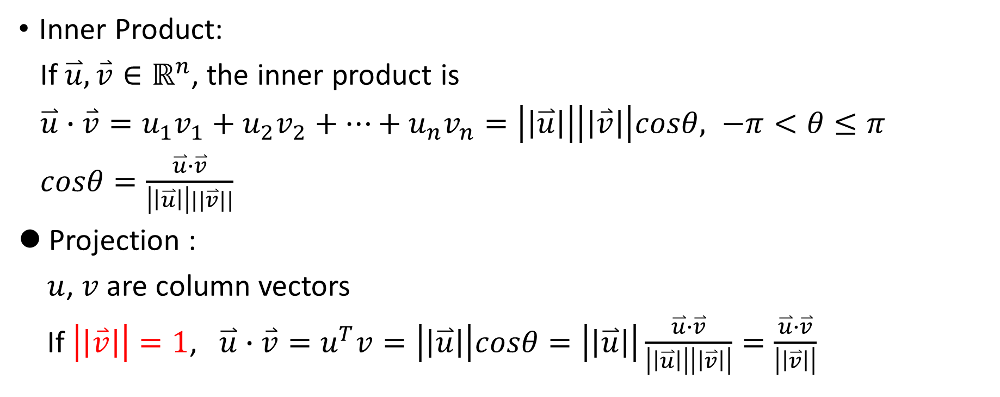 • Inner Product:
If u⃗, v⃗ ∈ ℝⁿ, the inner product is
u⃗ · v⃗ = u₁v₁ + u₂v₂ + ⋯ + uₙvₙ = ||u⃗||||v⃗||cosθ, −π < θ ≤ π
cosθ = (u⃗·v⃗)/(||u⃗||||v⃗||)
● Projection :
u, v are column vectors
If ||v⃗|| = 1, u⃗ · v⃗ = uᵀv = ||u⃗||cosθ = ||u⃗|| (u⃗·v⃗)/(||u⃗||||v⃗||) = (u⃗·v⃗)/(||v⃗||)